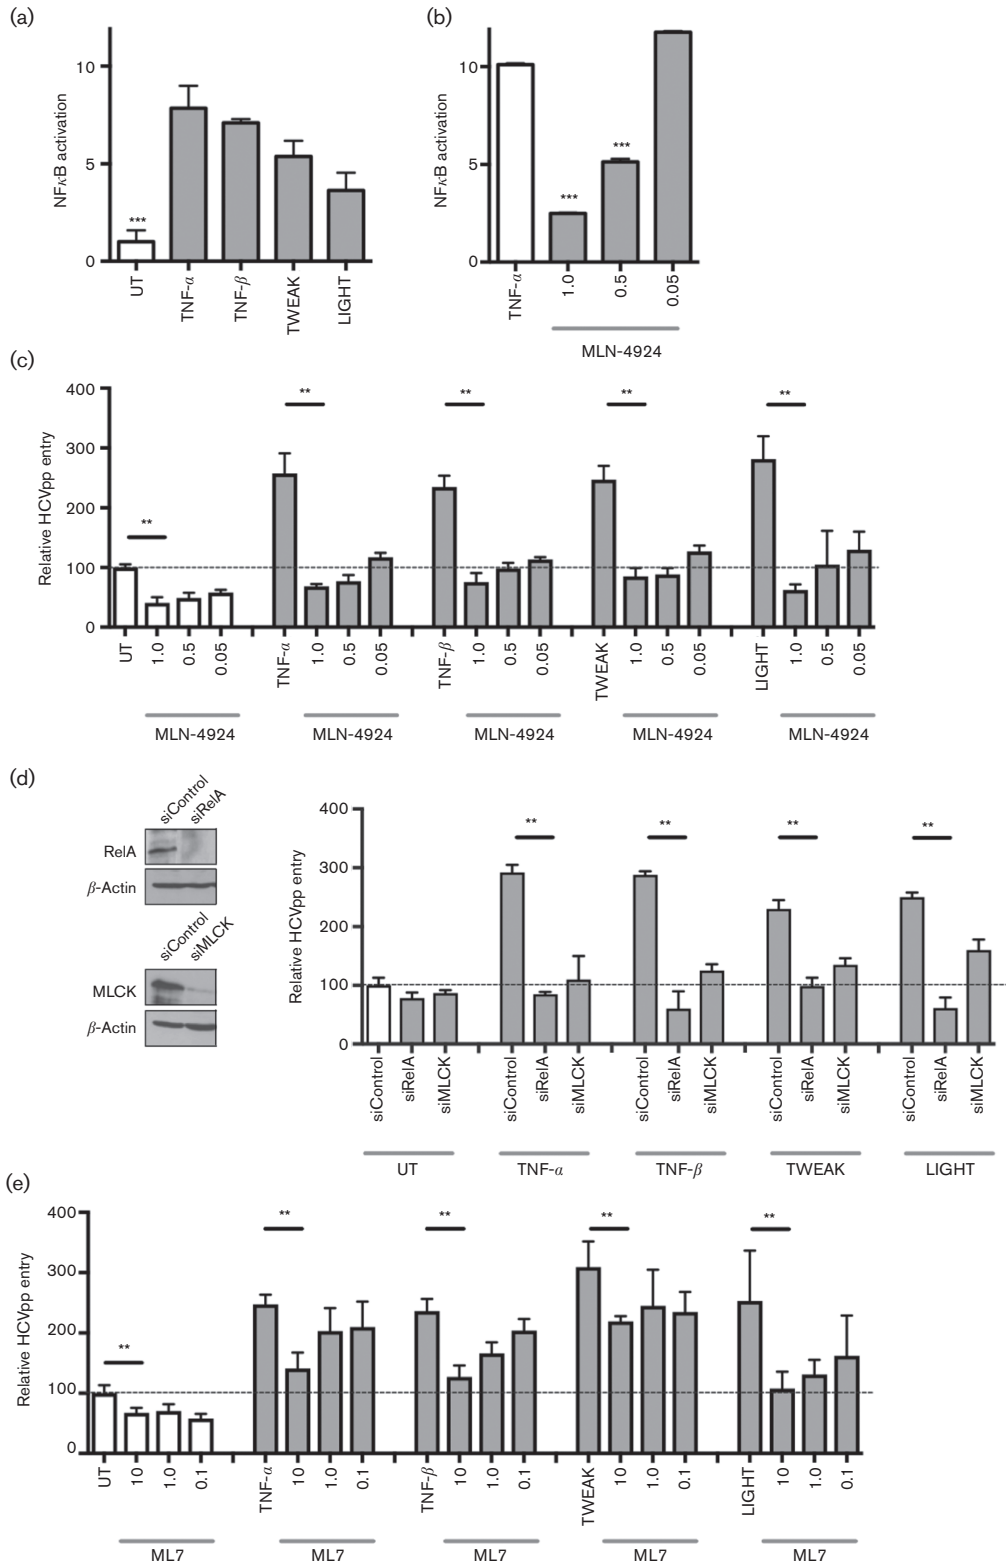 (a)
NFκB activation
10
5
0
***
UT
TNF-α
TNF-β
TWEAK
LIGHT
(b)
NFκB activation
10
5
0
*** ***
TNF-α
1.0
0.5
0.05
MLN-4924
(c)
Relative HCVpp entry
400
300
200
100
0
** ** ** ** **
UT 1.0 0.5 0.05 TNF-α 1.0 0.5 0.05 TNF-β 1.0 0.5 0.05 TWEAK 1.0 0.5 0.05 LIGHT 1.0 0.5 0.05
MLN-4924 MLN-4924 MLN-4924 MLN-4924 MLN-4924
(d)
siControl
siRelA
RelA
β-Actin
siControl
siMLCK
MLCK
β-Actin
Relative HCVpp entry
400
300
200
100
0
** ** ** **
siControl siRelA siMLCK siControl siRelA siMLCK siControl siRelA siMLCK siControl siRelA siMLCK siControl siRelA siMLCK
UT TNF-α TNF-β TWEAK LIGHT
(e)
Relative HCVpp entry
400
300
200
100
0
** ** ** ** **
UT 10 1.0 0.1 TNF-α 10 1.0 0.1 TNF-β 10 1.0 0.1 TWEAK 10 1.0 0.1 LIGHT 10 1.0 0.1
ML7 ML7 ML7 ML7 ML7